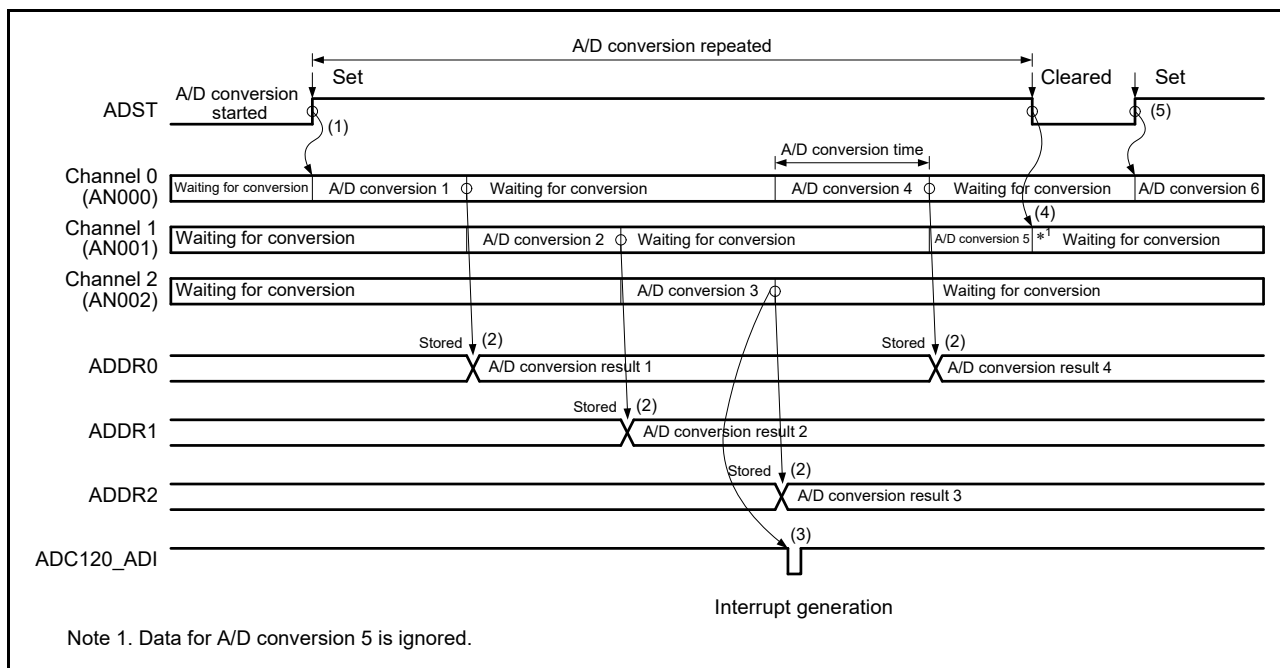 A/D conversion repeated
Set Cleared Set
A/D conversion
started
ADST
(1) (5)
A/D conversion time
Channel 0
(AN000)
Waiting for conversion A/D conversion 1 Waiting for conversion A/D conversion 4 Waiting for conversion A/D conversion 6
(4)
Channel 1
(AN001)
Waiting for conversion A/D conversion 2 Waiting for conversion A/D conversion 5 *1 Waiting for conversion
Channel 2
(AN002)
Waiting for conversion A/D conversion 3 Waiting for conversion
Stored (2) Stored (2)
ADDR0 A/D conversion result 1 A/D conversion result 4
Stored (2)
ADDR1 A/D conversion result 2
Stored (2)
ADDR2 A/D conversion result 3
(3)
ADC120_ADI
Interrupt generation
Note 1. Data for A/D conversion 5 is ignored.